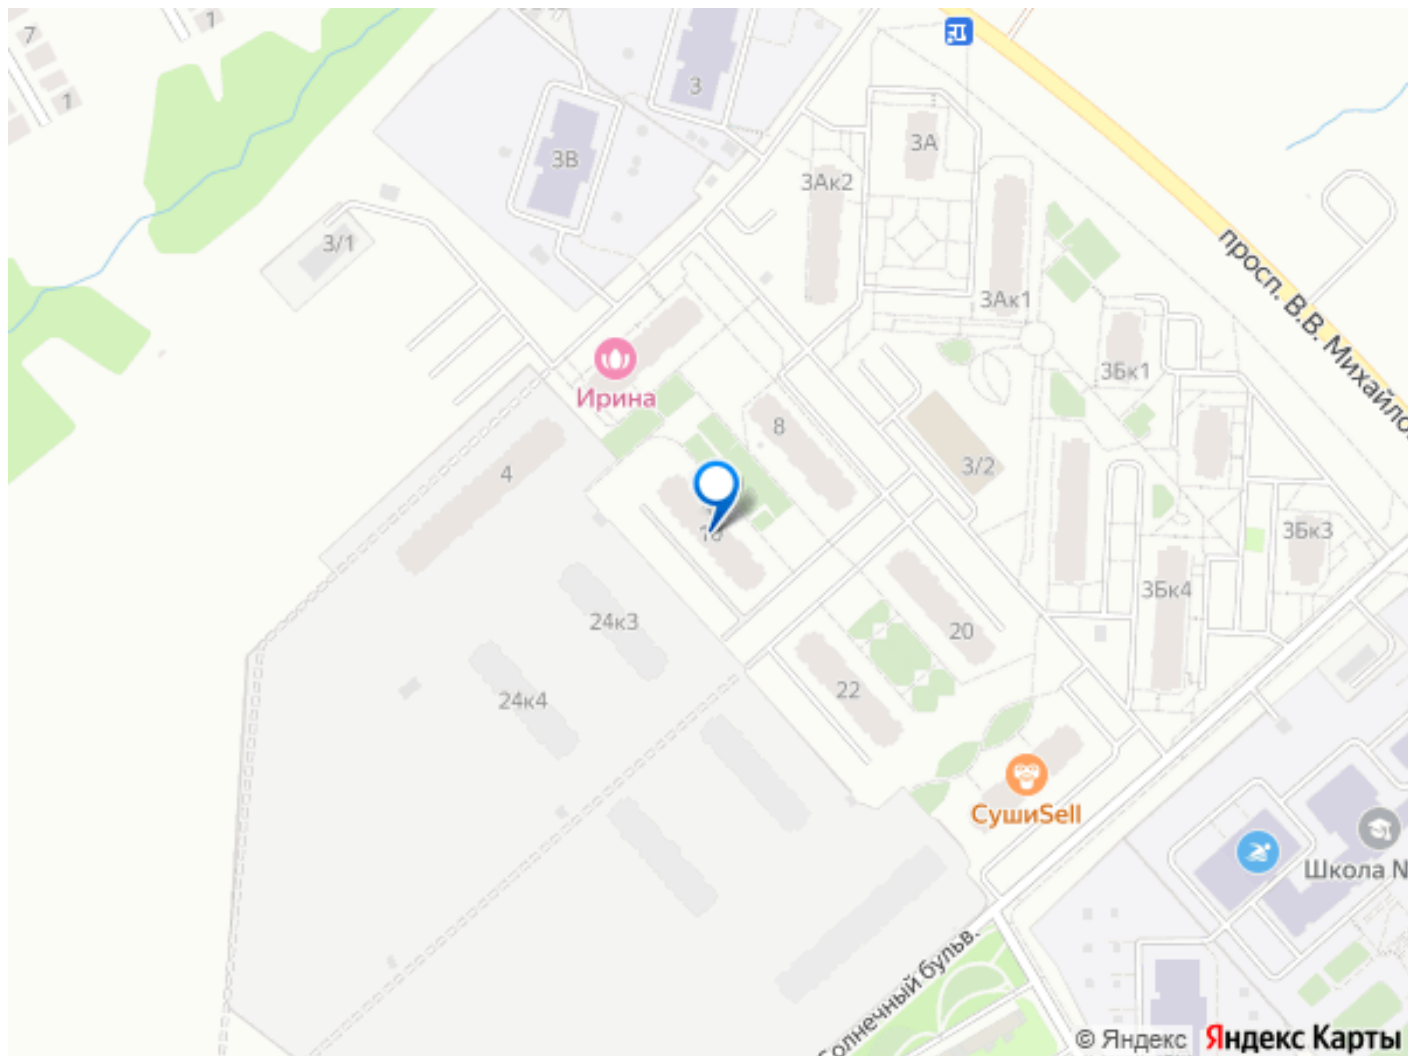 7
1
1
3
3В
3А
3Ак2
3/1
просп. В.В. Михайло
3Ак1
3Бк1
Ирина
8
4
3/2
3Бк3
3Бк4
24к3
20
22
24к4
СушиSell
Школа N
Солнечный бульв.
© Яндекс Яндекс Карты